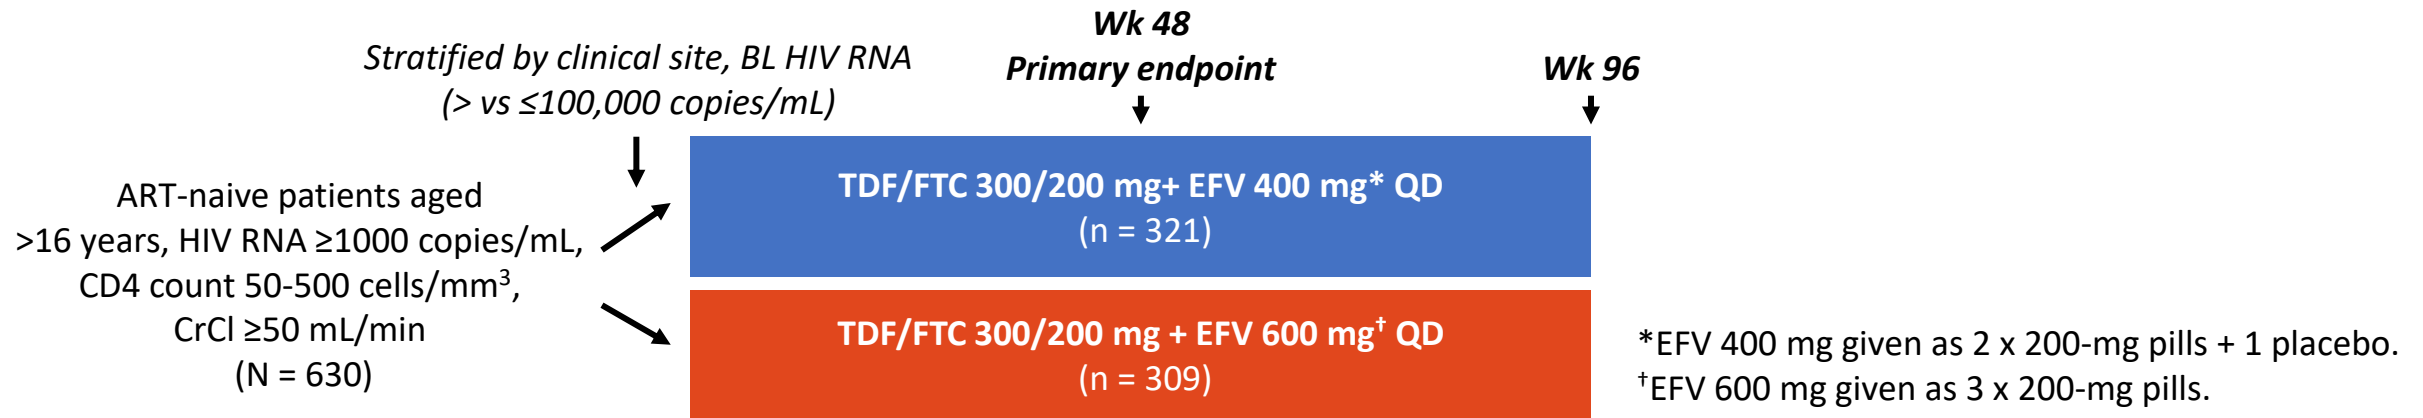 Stratified by clinical site, BL HIV RNA
(> vs ≤100,000 copies/mL)
Wk 48
Primary endpoint
Wk 96
ART-naive patients aged
>16 years, HIV RNA ≥1000 copies/mL,
CD4 count 50-500 cells/mm³,
CrCl ≥50 mL/min
(N = 630)
TDF/FTC 300/200 mg+ EFV 400 mg* QD
(n = 321)
TDF/FTC 300/200 mg + EFV 600 mg† QD
(n = 309)
*EFV 400 mg given as 2 x 200-mg pills + 1 placebo.
†EFV 600 mg given as 3 x 200-mg pills.